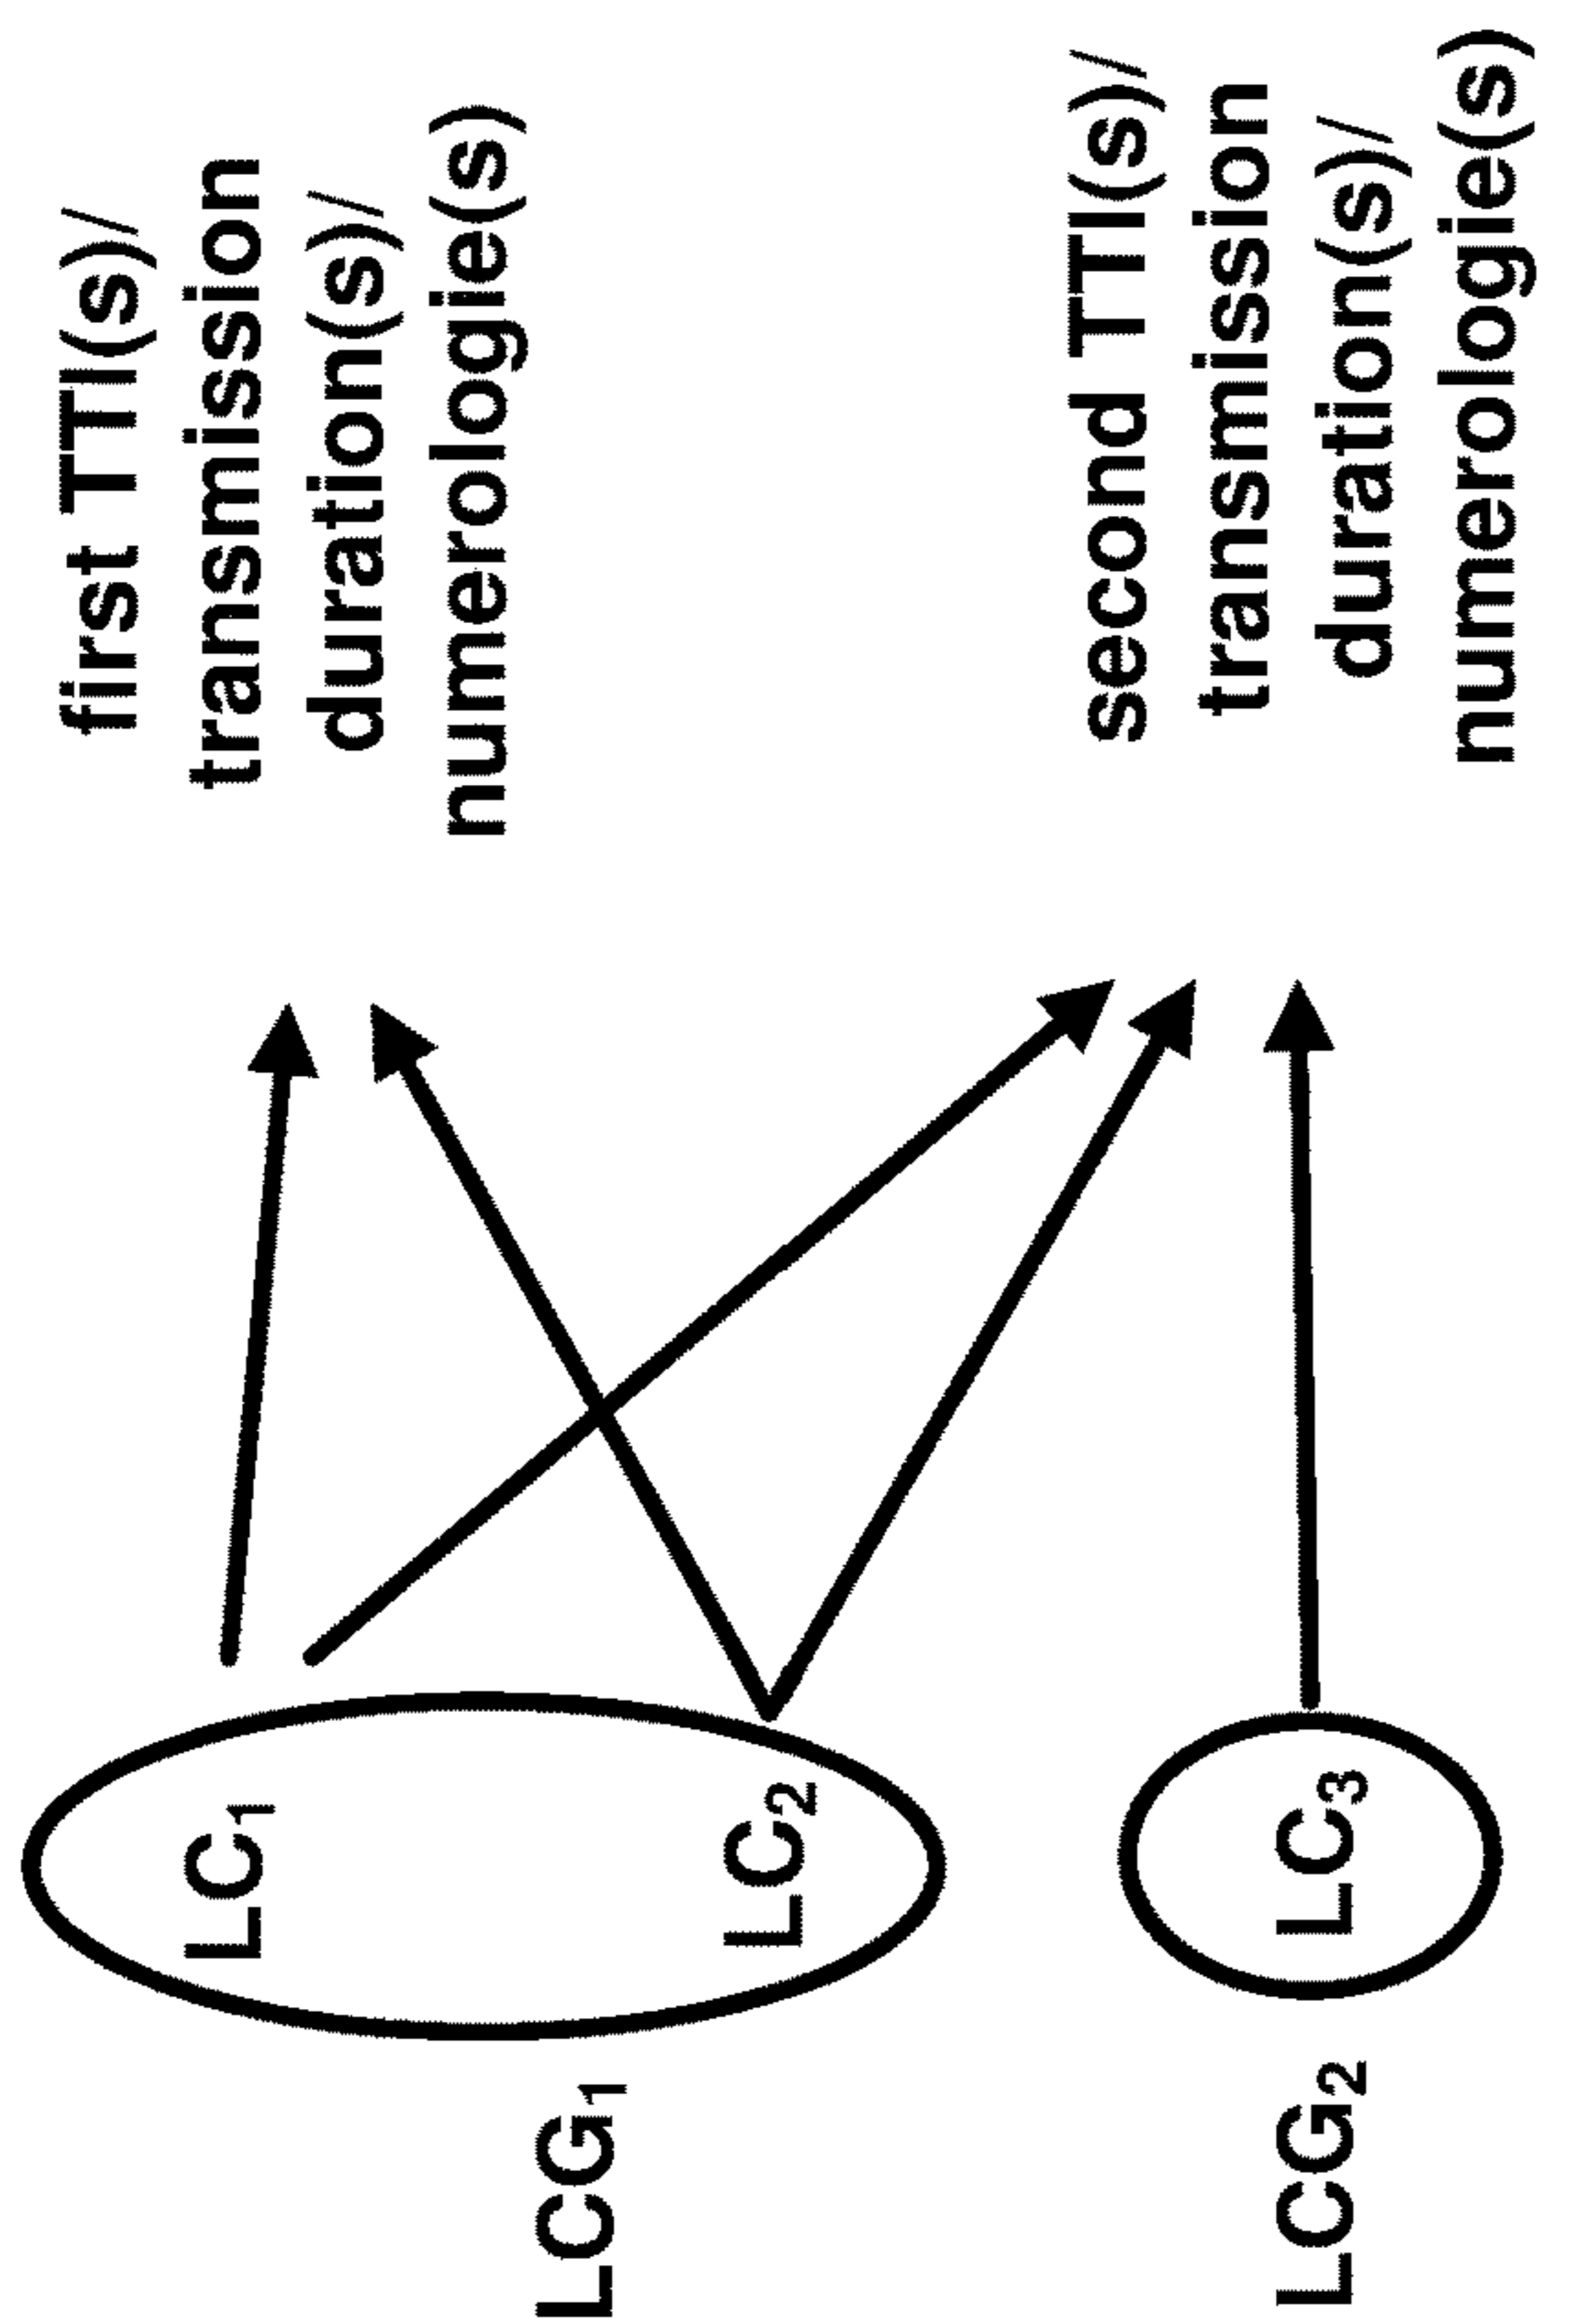 LCG1
LC1
LC2
first TTI(s)/
transmission
duration(s)/
numerologie(s)
LCG2
LC3
second TTI(s)/
transmission
duration(s)/
numerologie(s)